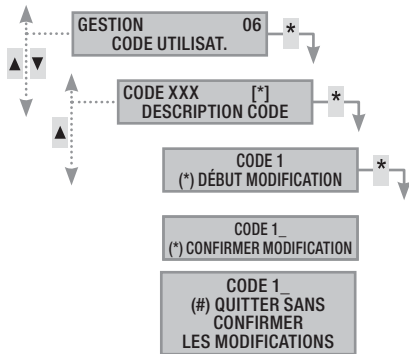 GESTION 06
CODE UTILISAT.
*
▲ ▼
CODE XXX [*]
DESCRIPTION CODE
*
▲
CODE 1
(*) DÉBUT MODIFICATION
*
CODE 1_
(*) CONFIRMER MODIFICATION
CODE 1_
(#) QUITTER SANS
CONFIRMER
LES MODIFICATIONS